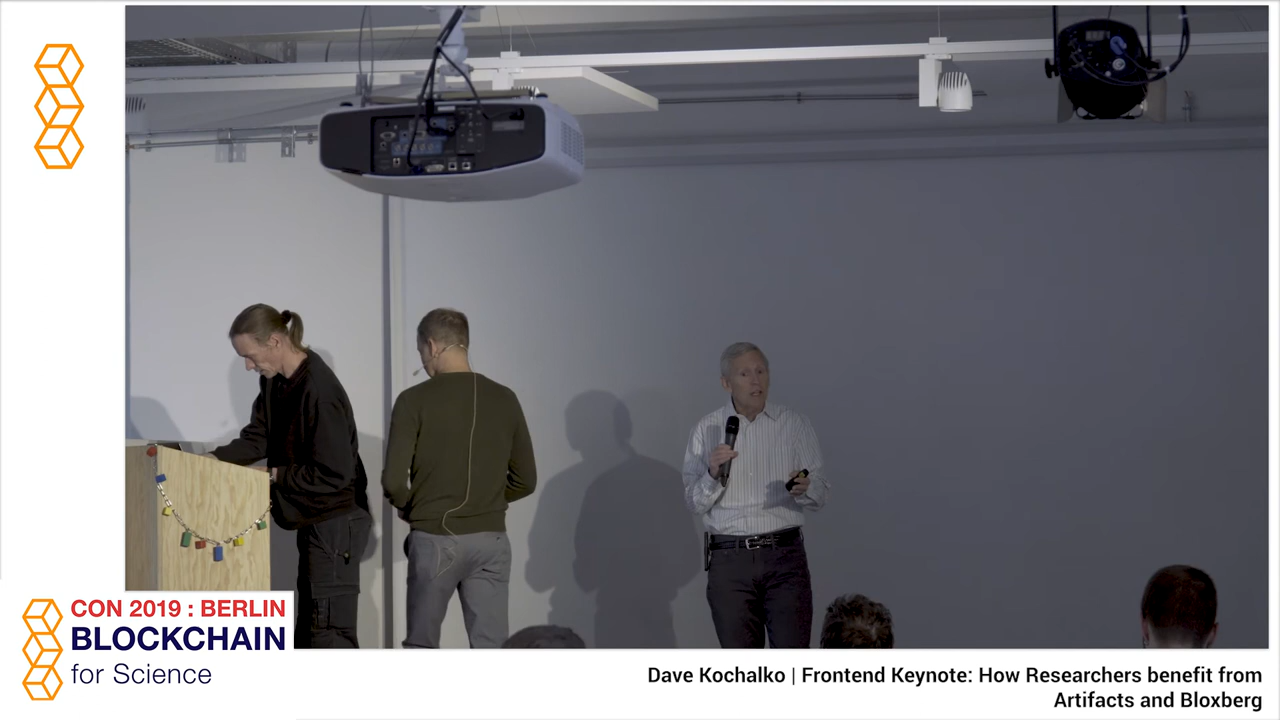 CON 2019 : BERLIN
BLOCKCHAIN
for Science
Dave Kochalko | Frontend Keynote: How Researchers benefit from
Artifacts and Bloxberg